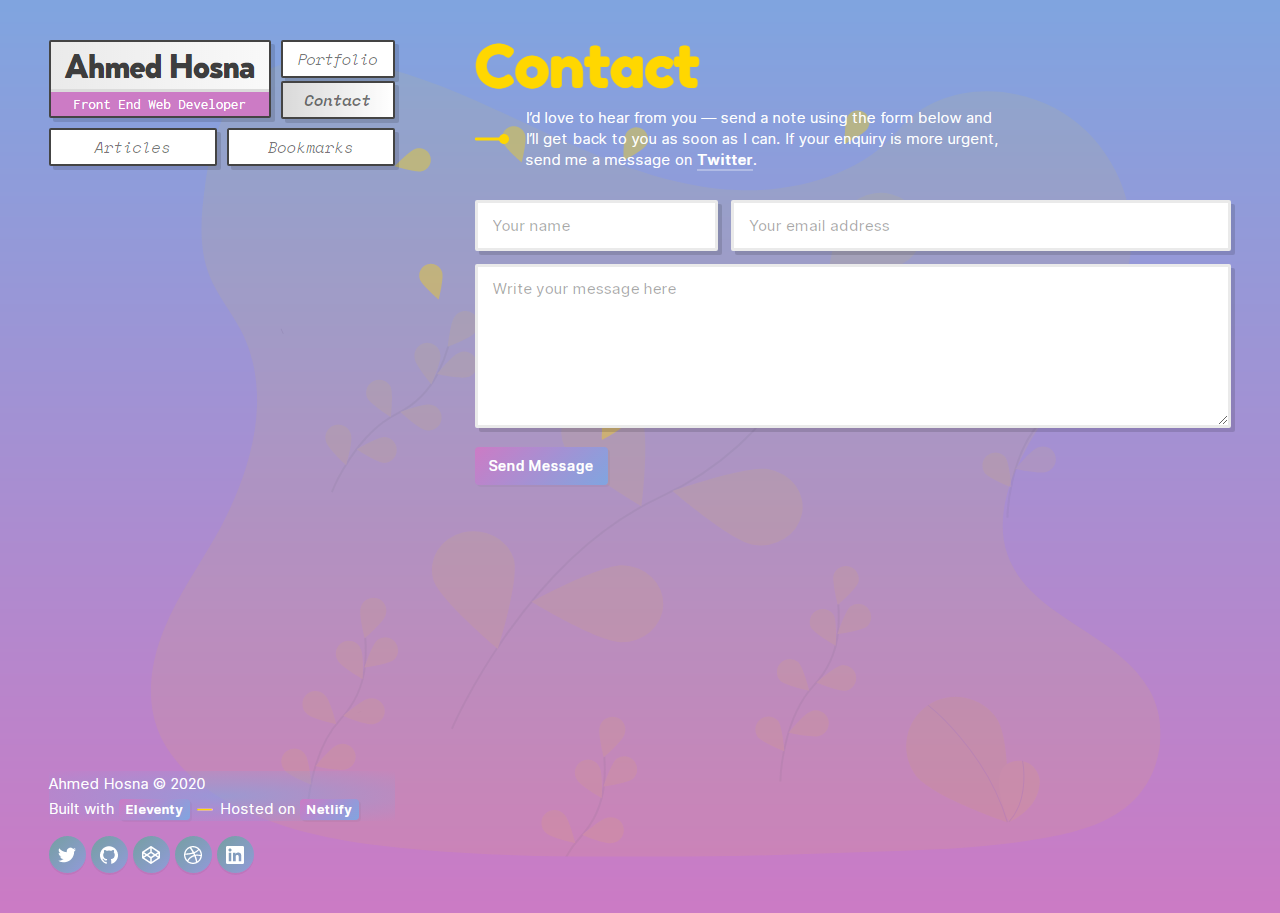 Ahmed Hosna
Front End Web Developer
Portfolio
Contact
Articles
Bookmarks
Contact
I'd love to hear from you — send a note using the form below and
I'll get back to you as soon as I can. If your enquiry is more urgent,
send me a message on Twitter.
Your name
Your email address
Write your message here
Send Message
Ahmed Hosna © 2020
Built with Eleventy — Hosted on Netlify